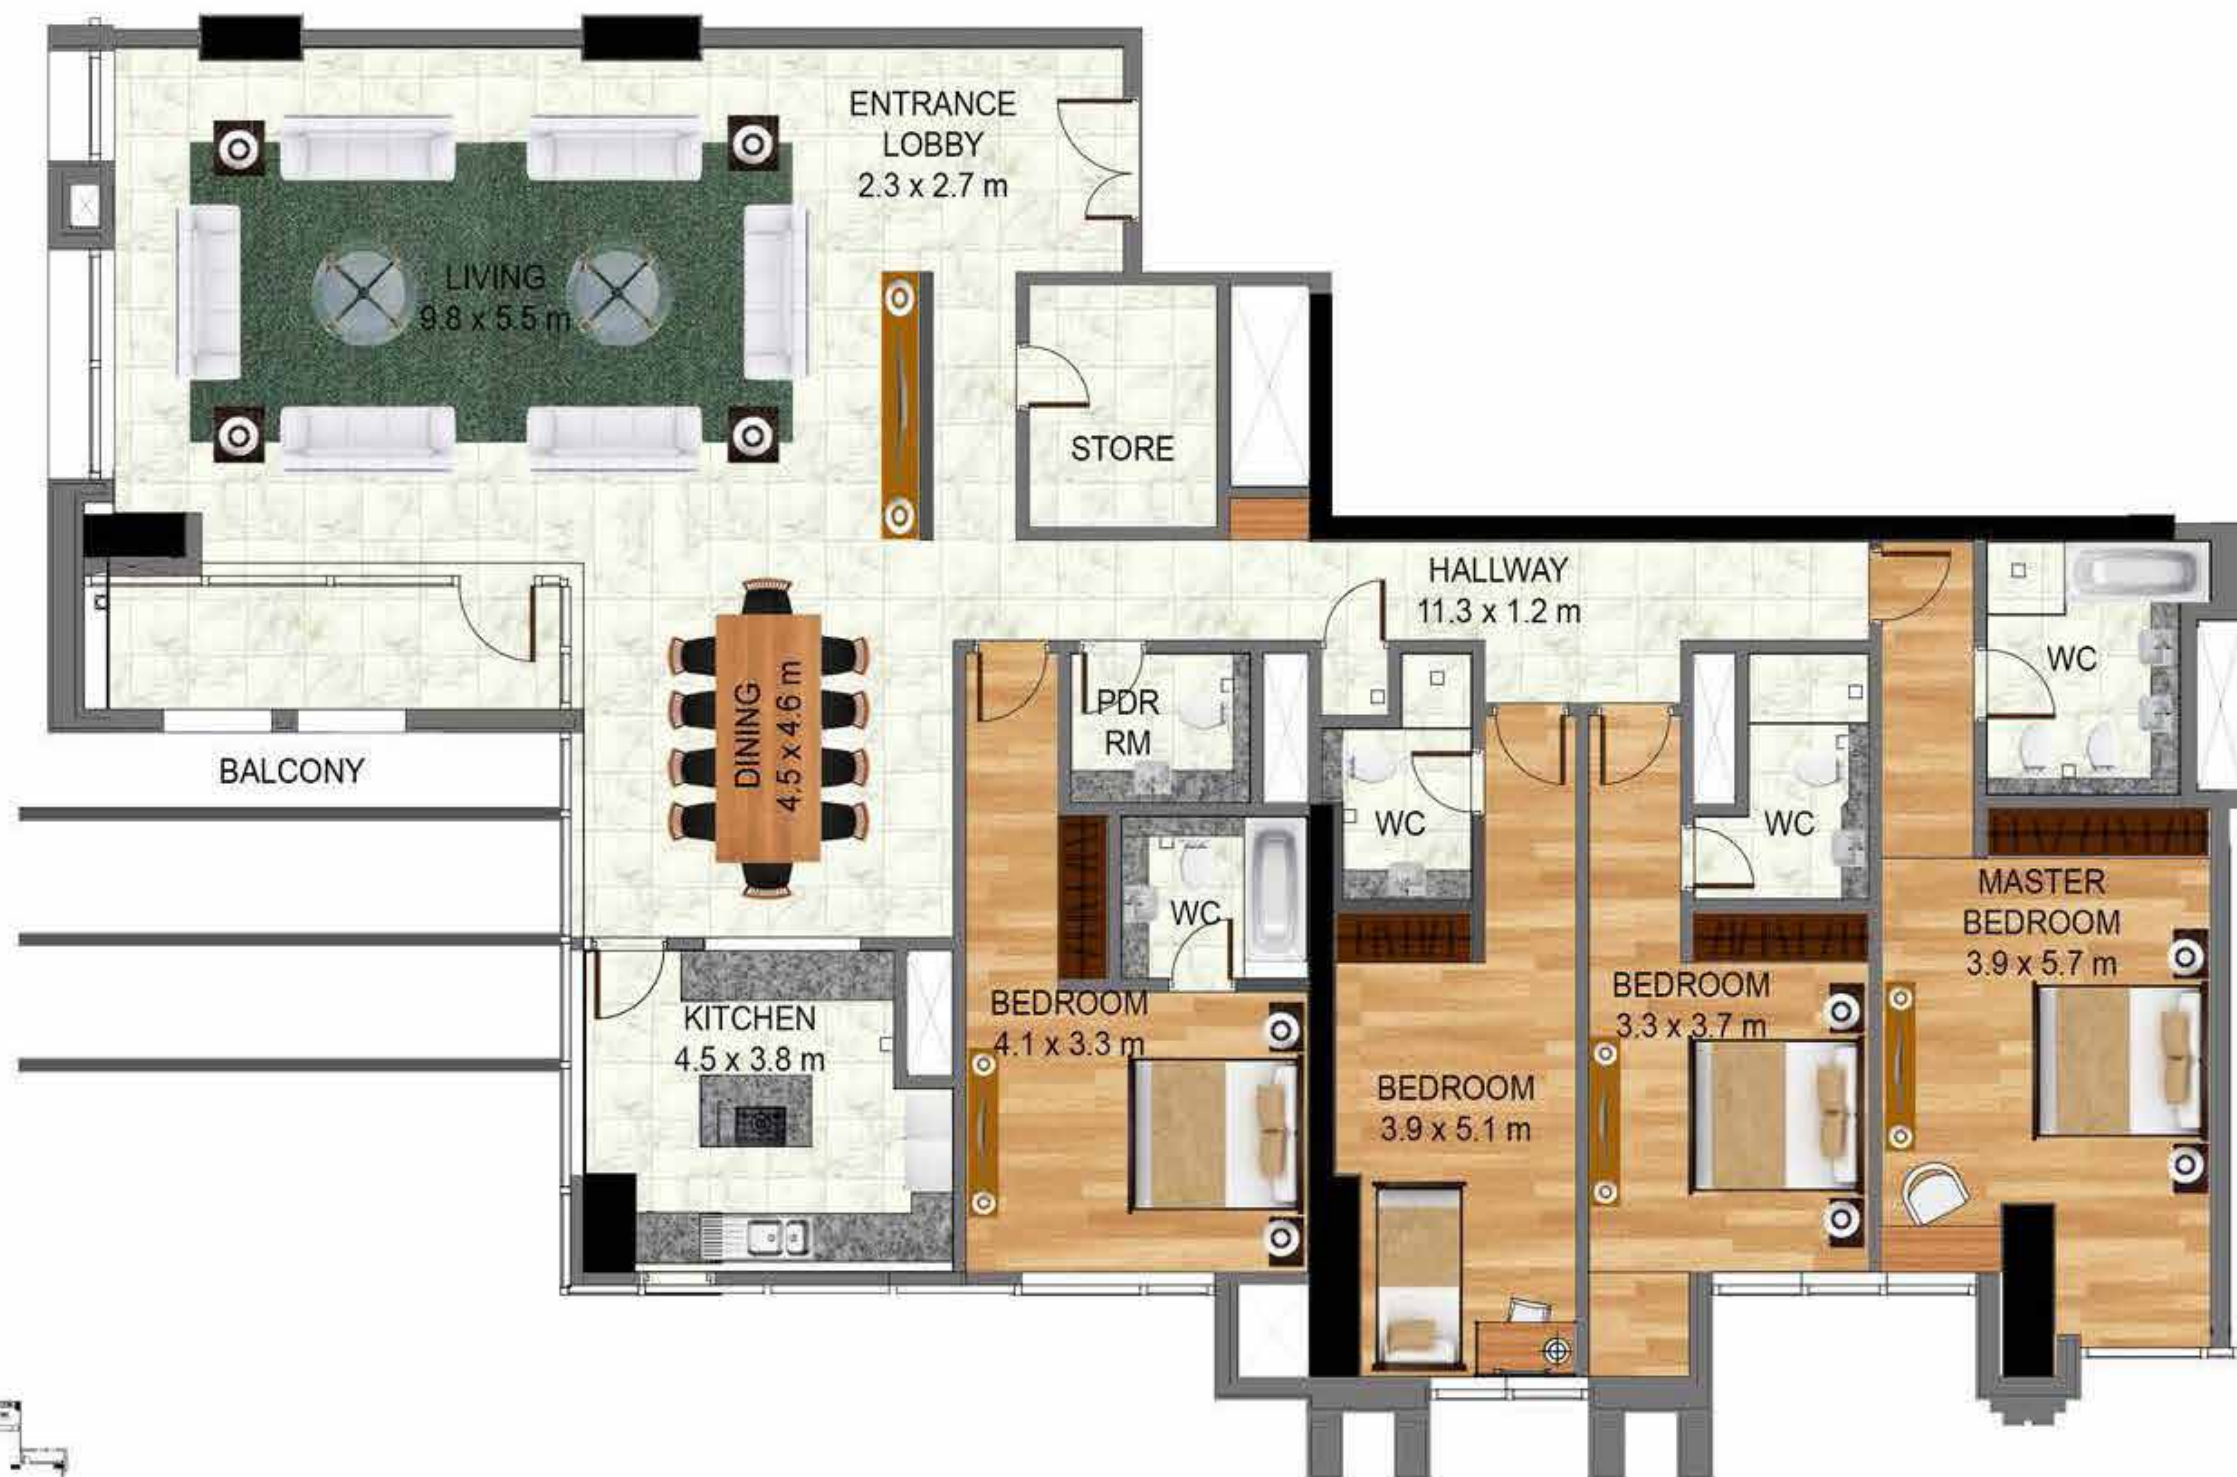 ENTRANCE
LOBBY
2.3 x 2.7 m
LIVING
9.8 x 5.5 m
STORE
HALLWAY
11.3 x 1.2 m
WC
PDR
RM
DINING
4.5 x 4.6 m
BALCONY
WC
WC
WC
MASTER
BEDROOM
3.9 x 5.7 m
KITCHEN
4.5 x 3.8 m
BEDROOM
4.1 x 3.3 m
BEDROOM
3.3 x 3.7 m
BEDROOM
3.9 x 5.1 m